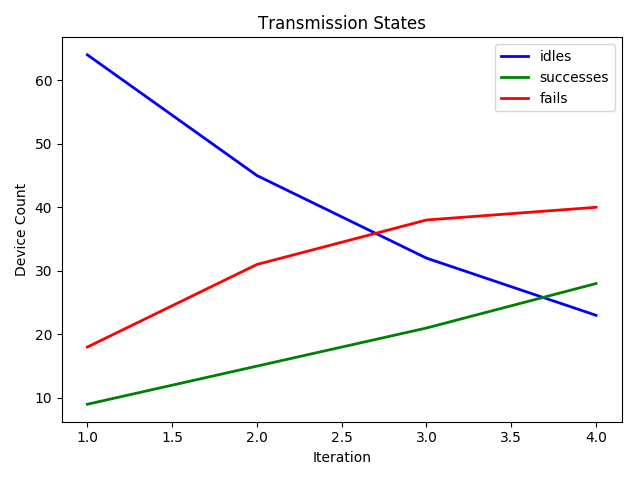 Transmission States
idles
successes
fails
Device Count
60
50
40
30
20
10
1.0 1.5 2.0 2.5 3.0 3.5 4.0
Iteration